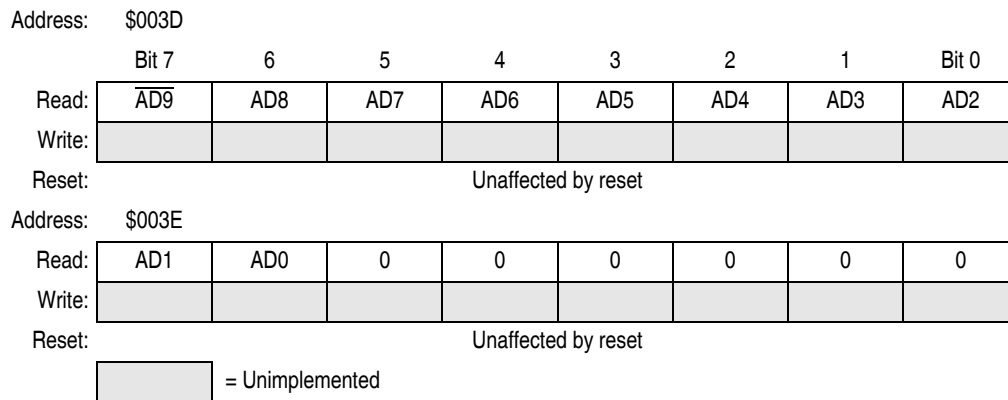 Address: $003D
Bit 7 6 5 4 3 2 1 Bit 0
Read: A̅D̅9̅ AD8 AD7 AD6 AD5 AD4 AD3 AD2
Write:
Reset: Unaffected by reset
Address: $003E
Read: AD1 AD0 0 0 0 0 0 0
Write:
Reset: Unaffected by reset
= Unimplemented